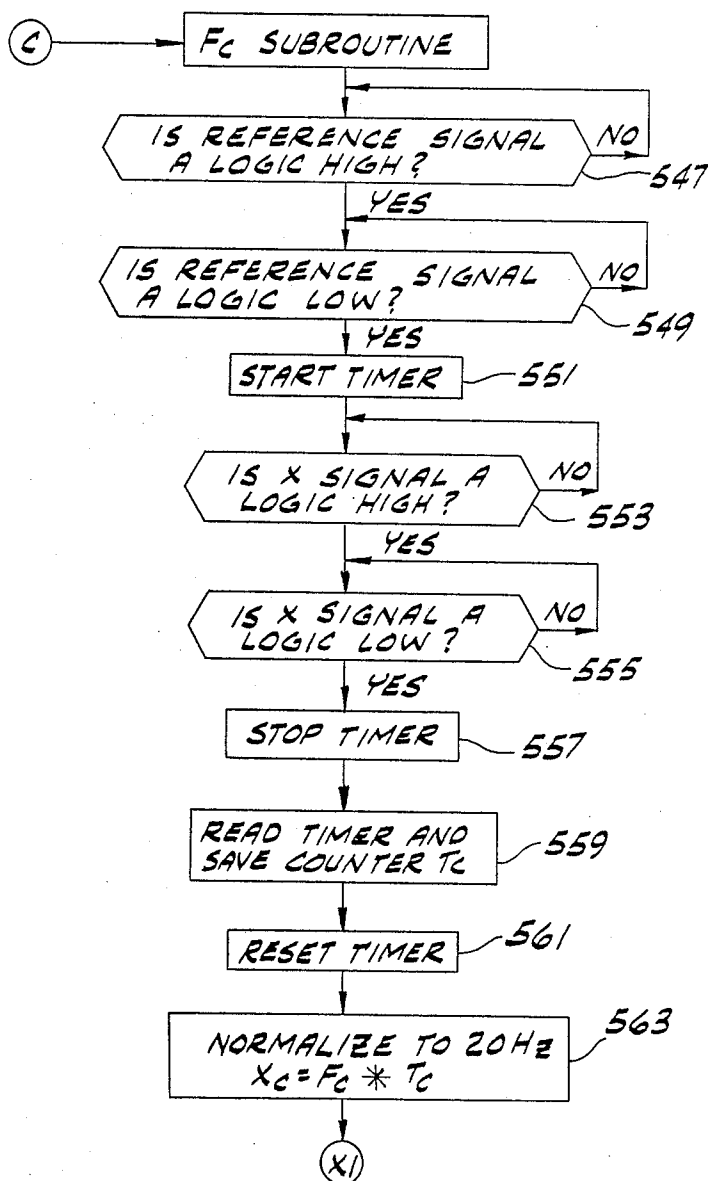 C
FC SUBROUTINE
IS REFERENCE SIGNAL
A LOGIC HIGH?
NO
547
YES
IS REFERENCE SIGNAL
A LOGIC LOW?
NO
549
YES
START TIMER
551
IS X SIGNAL A
LOGIC HIGH?
NO
553
YES
IS X SIGNAL A
LOGIC LOW?
NO
555
YES
STOP TIMER
557
READ TIMER AND
SAVE COUNTER TC
559
RESET TIMER
561
NORMALIZE TO 20 Hz
XC = FC * TC
563
X1